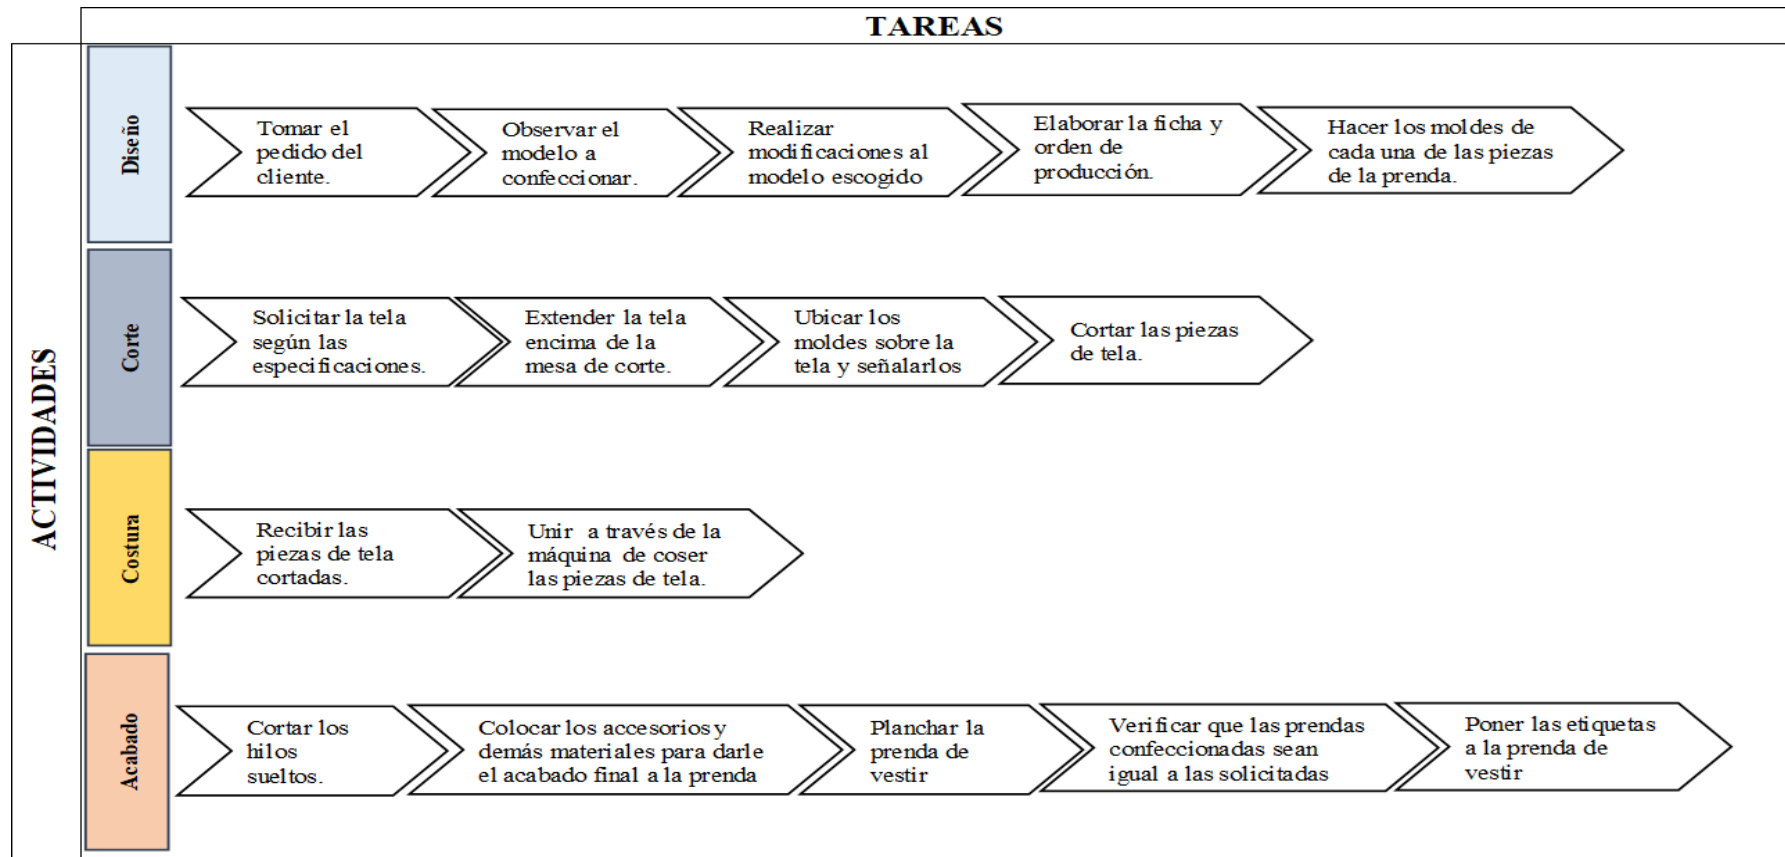 TAREAS
ACTIVIDADES
Diseño
Tomar el
pedido del
cliente.
Observar el
modelo a
confeccionar.
Realizar
modificaciones al
modelo escogido
Elaborar la ficha y
orden de
producción.
Hacer los moldes de
cada una de las piezas
de la prenda.
Corte
Solicitar la tela
según las
especificaciones.
Extender la tela
encima de la
mesa de corte.
Ubicar los
moldes sobre la
tela y señalarlos
Cortar las piezas
de tela.
Costura
Recibir las
piezas de tela
cortadas.
Unir a través de la
máquina de coser
las piezas de tela.
Acabado
Cortar los
hilos
sueltos.
Colocar los accesorios y
demás materiales para darle
el acabado final a la prenda
Planchar la
prenda de
vestir
Verificar que las prendas
confeccionadas sean
igual a las solicitadas
Poner las etiquetas
a la prenda de
vestir